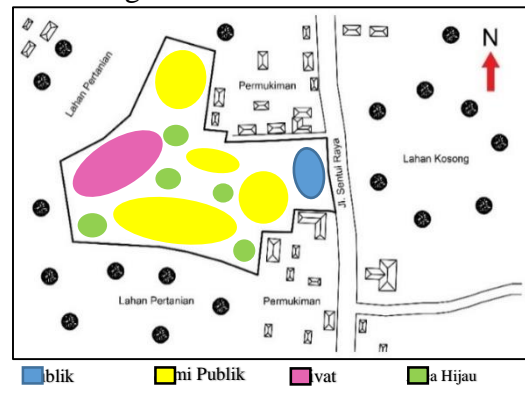 N
Lahan Pertanian
Permukiman
Jl. Sentul Raya
Lahan Kosong
Lahan Pertanian
Permukiman
blik
mi Publik
vat
a Hijau